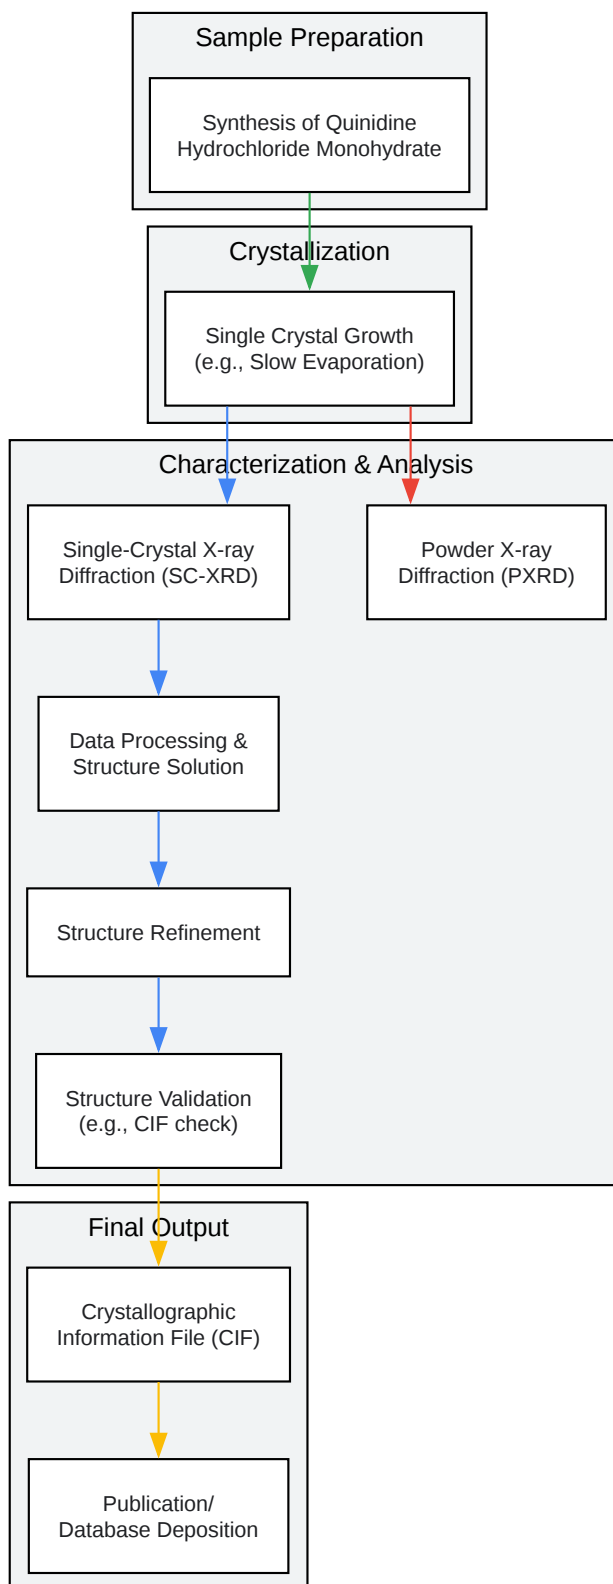 Sample Preparation
Synthesis of Quinidine
Hydrochloride Monohydrate
Crystallization
Single Crystal Growth
(e.g., Slow Evaporation)
Characterization & Analysis
Single-Crystal X-ray
Diffraction (SC-XRD)
Powder X-ray
Diffraction (PXRD)
Data Processing &
Structure Solution
Structure Refinement
Structure Validation
(e.g., CIF check)
Final Output
Crystallographic
Information File (CIF)
Publication/
Database Deposition